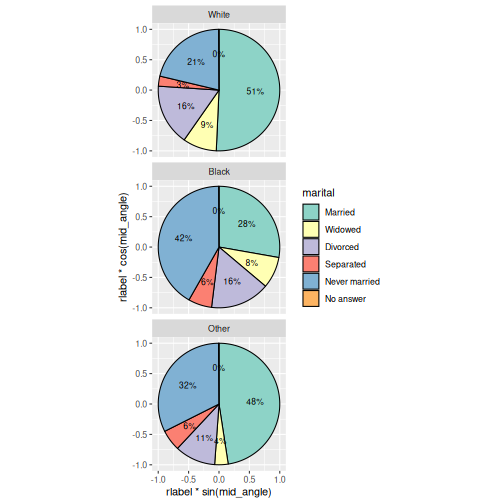 White
1.0
0.5
0.0
-0.5
-1.0
0%
21%
3%
51%
16%
9%
Black
1.0
0.5
0.0
-0.5
-1.0
0%
28%
42%
8%
6%
16%
Other
1.0
0.5
0.0
-0.5
-1.0
0%
32%
48%
6%
11%
4%
-1.0 -0.5 0.0 0.5 1.0
rlabel * sin(mid_angle)
rlabel * cos(mid_angle)
marital
Married
Widowed
Divorced
Separated
Never married
No answer